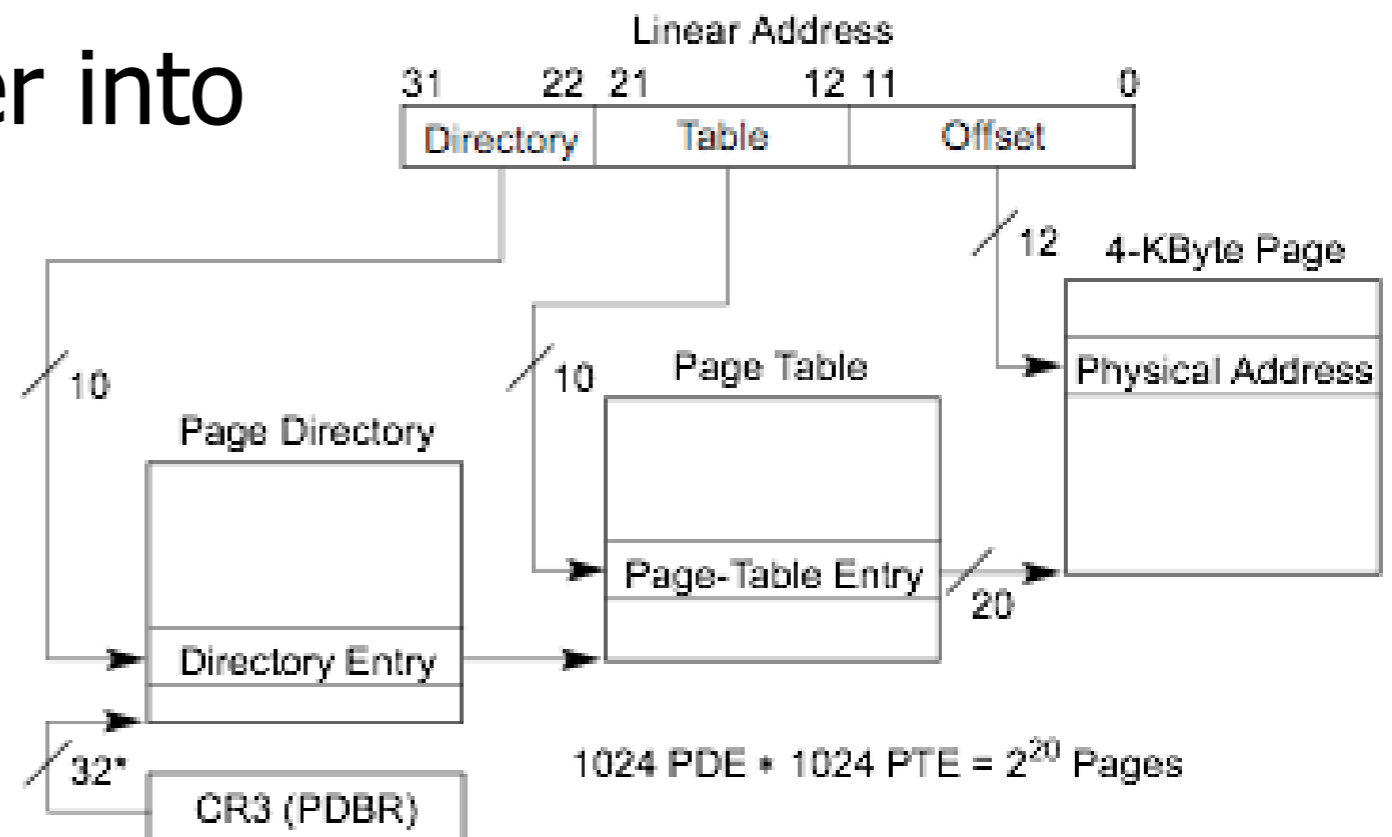 er into
Linear Address
31 22 21 12 11 0
Directory Table Offset
12
4-KByte Page
10
10
Page Table
Physical Address
Page Directory
Page-Table Entry
20
Directory Entry
32*
1024 PDE * 1024 PTE = 2²⁰ Pages
CR3 (PDBR)